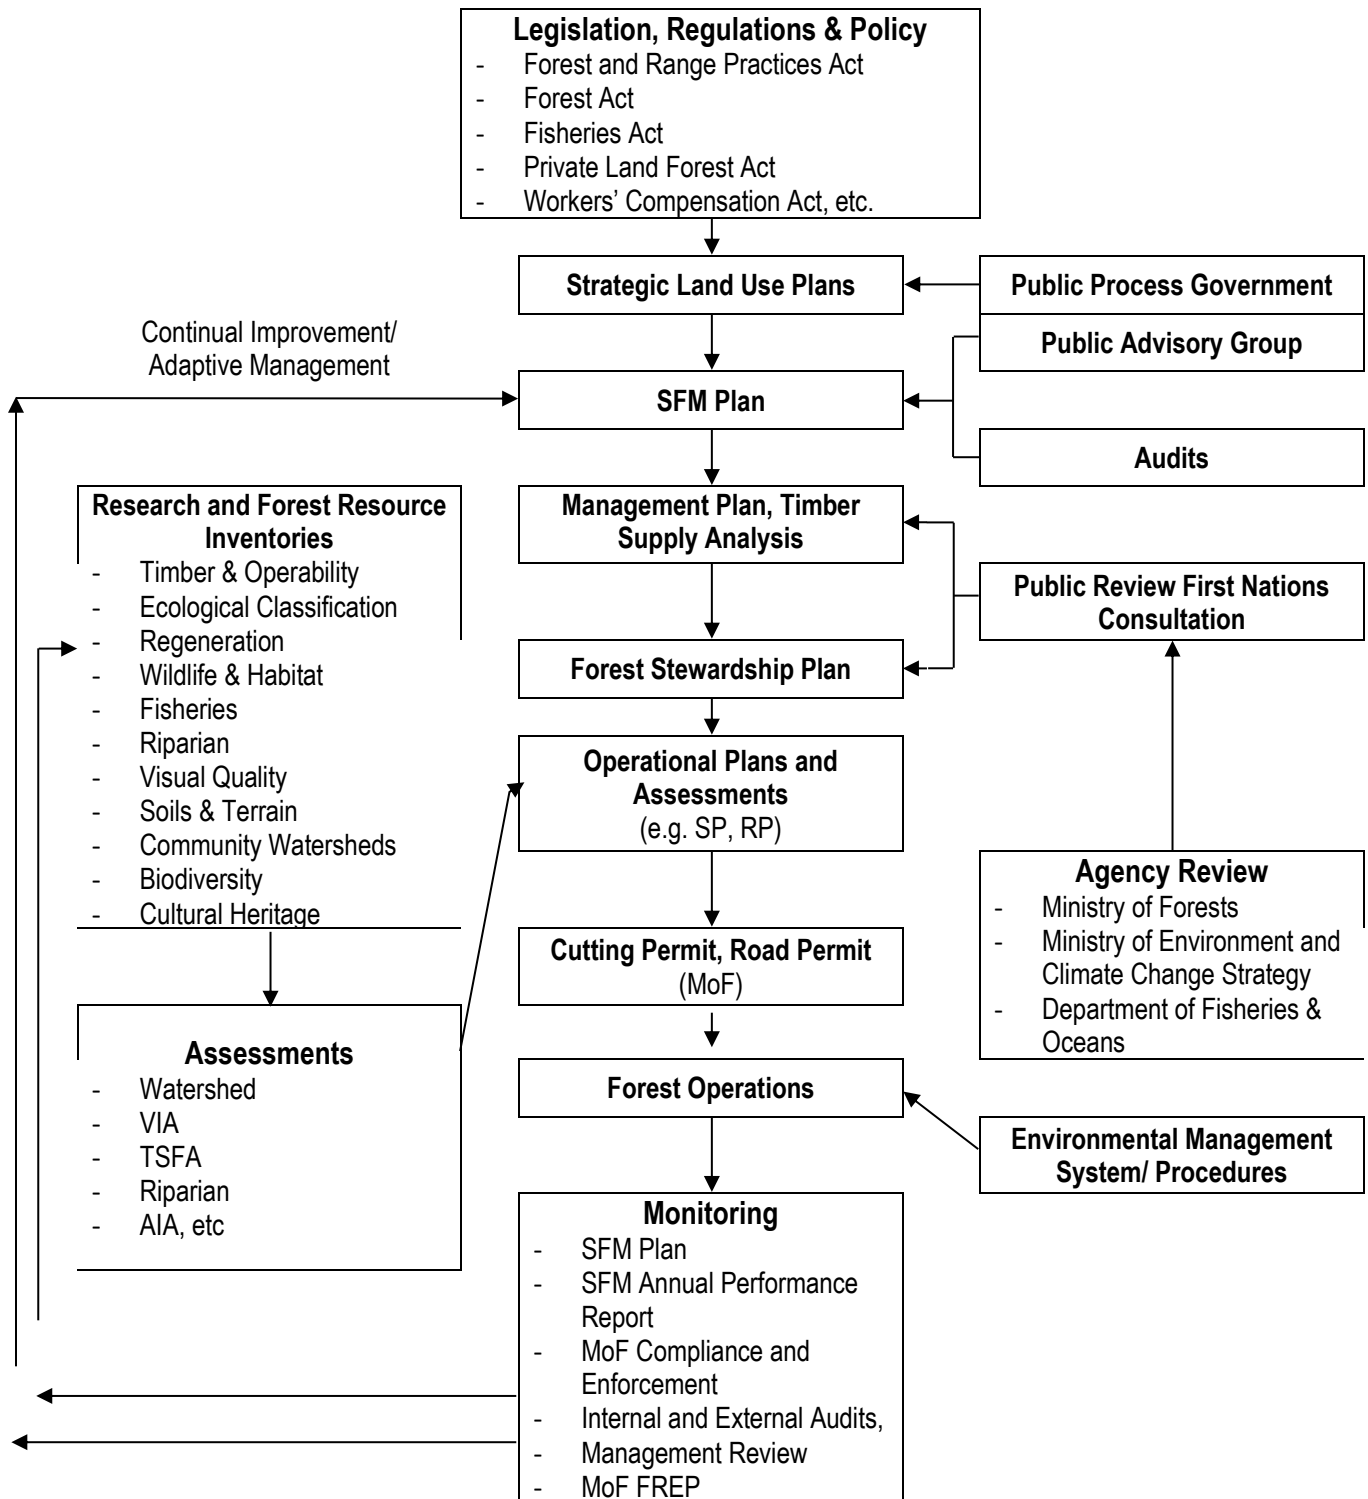 Legislation, Regulations & Policy
- Forest and Range Practices Act
- Forest Act
- Fisheries Act
- Private Land Forest Act
- Workers’ Compensation Act, etc.
Strategic Land Use Plans
Public Process Government
Public Advisory Group
Continual Improvement/
Adaptive Management
SFM Plan
Audits
Research and Forest Resource
Inventories
- Timber & Operability
- Ecological Classification
- Regeneration
- Wildlife & Habitat
- Fisheries
- Riparian
- Visual Quality
- Soils & Terrain
- Community Watersheds
- Biodiversity
- Cultural Heritage
Management Plan, Timber
Supply Analysis
Public Review First Nations
Consultation
Forest Stewardship Plan
Operational Plans and
Assessments
(e.g. SP, RP)
Agency Review
- Ministry of Forests
- Ministry of Environment and
Climate Change Strategy
- Department of Fisheries &
Oceans
Cutting Permit, Road Permit
(MoF)
Assessments
- Watershed
- VIA
- TSFA
- Riparian
- AIA, etc
Forest Operations
Environmental Management
System/ Procedures
Monitoring
- SFM Plan
- SFM Annual Performance
Report
- MoF Compliance and
Enforcement
- Internal and External Audits,
- Management Review
- MoF FREP